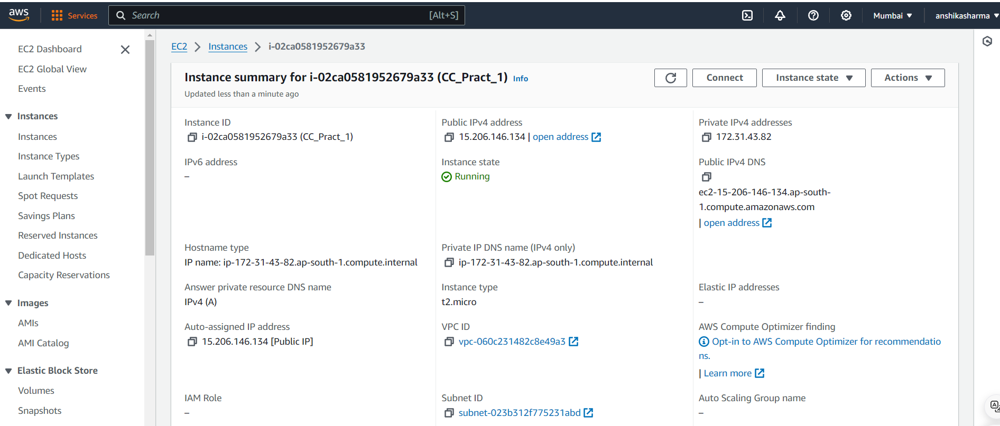 aws
Services
Search [Alt+S]
Mumbai
anshikasharma
EC2 Dashboard
EC2 Global View
Events
Instances
Instances
Instance Types
Launch Templates
Spot Requests
Savings Plans
Reserved Instances
Dedicated Hosts
Capacity Reservations
Images
AMIs
AMI Catalog
Elastic Block Store
Volumes
Snapshots
EC2 > Instances > i-02ca0581952679a33
Instance summary for i-02ca0581952679a33 (CC_Pract_1) Info
Updated less than a minute ago
Connect
Instance state
Actions
Instance ID
i-02ca0581952679a33 (CC_Pract_1)
Public IPv4 address
15.206.146.134 | open address
Private IPv4 addresses
172.31.43.82
IPv6 address
–
Instance state
Running
Public IPv4 DNS
ec2-15-206-146-134.ap-south-
1.compute.amazonaws.com
| open address
Hostname type
IP name: ip-172-31-43-82.ap-south-1.compute.internal
Private IP DNS name (IPv4 only)
ip-172-31-43-82.ap-south-1.compute.internal
Answer private resource DNS name
IPv4 (A)
Instance type
t2.micro
Elastic IP addresses
–
Auto-assigned IP address
15.206.146.134 [Public IP]
VPC ID
vpc-060c231482c8e49a3
AWS Compute Optimizer finding
Opt-in to AWS Compute Optimizer for recommendatio
ns.
| Learn more
IAM Role
–
Subnet ID
subnet-023b312f775231abd
Auto Scaling Group name
–